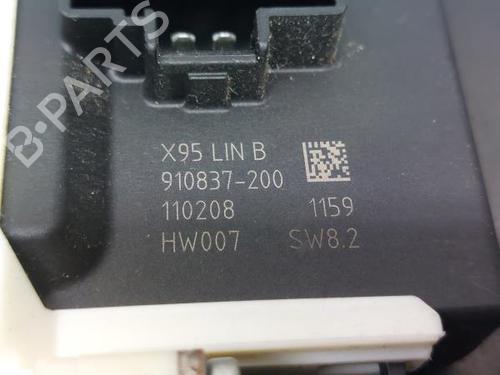 B-PARTS
X95 LIN B
910837-200
110208 1159
HW007 SW8.2